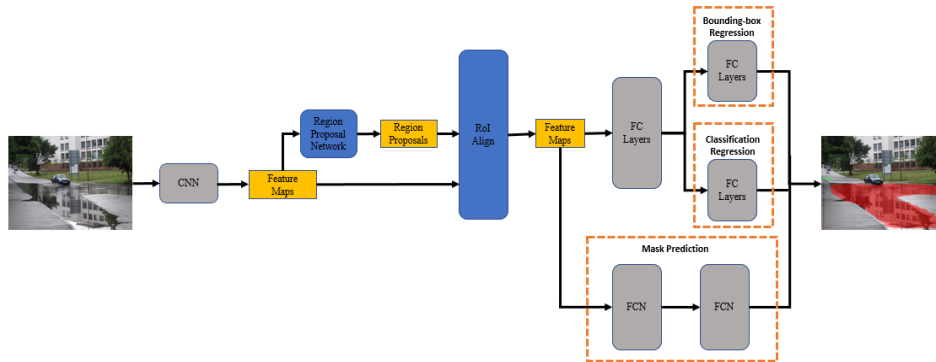 CNN
Feature
Maps
Region
Proposal
Network
Region
Proposals
RoI
Align
Feature
Maps
FC
Layers
Bounding-box
Regression
FC
Layers
Classification
Regression
FC
Layers
Mask Prediction
FCN
FCN